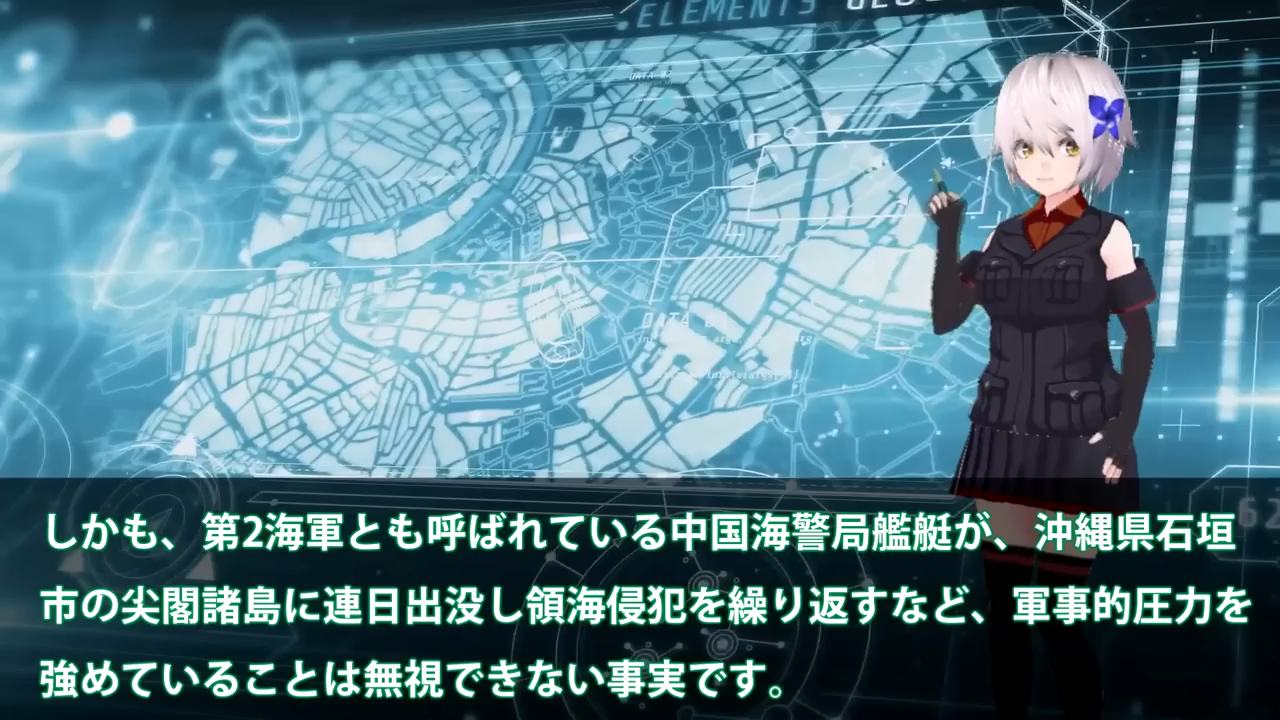 ELEMENTS
DATA 02
DATA
しかも、第2海軍とも呼ばれている中国海警局艦艇が、沖縄県石垣
市の尖閣諸島に連日出没し領海侵犯を繰り返すなど、軍事的圧力を
強めていることは無視できない事実です。